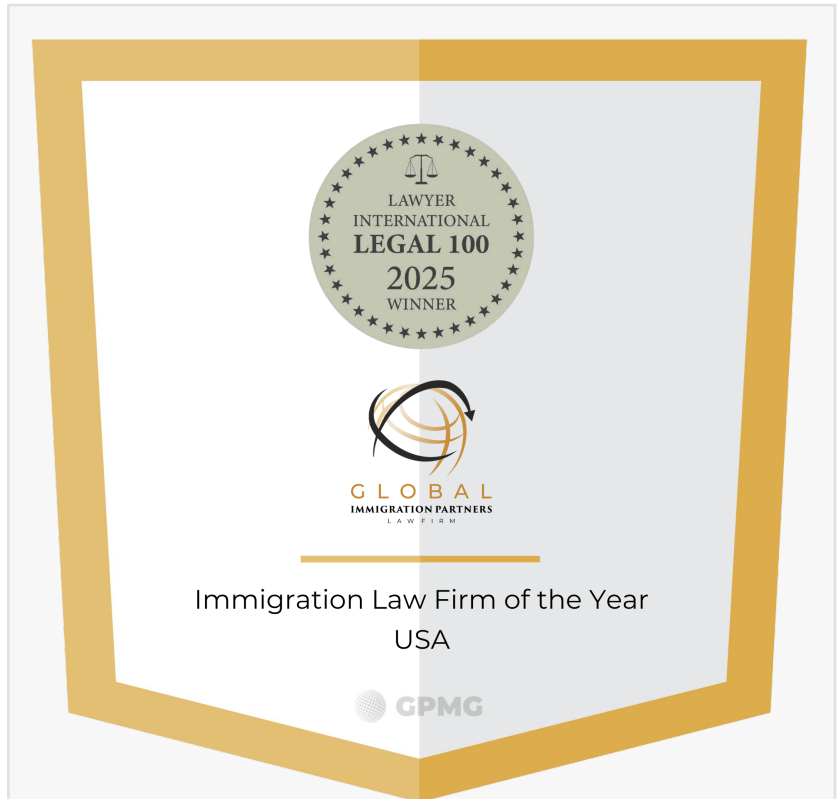 LAWYER
INTERNATIONAL
LEGAL 100
2025
WINNER
GLOBAL
IMMIGRATION PARTNERS
LAW FIRM
Immigration Law Firm of the Year
USA
GPMG